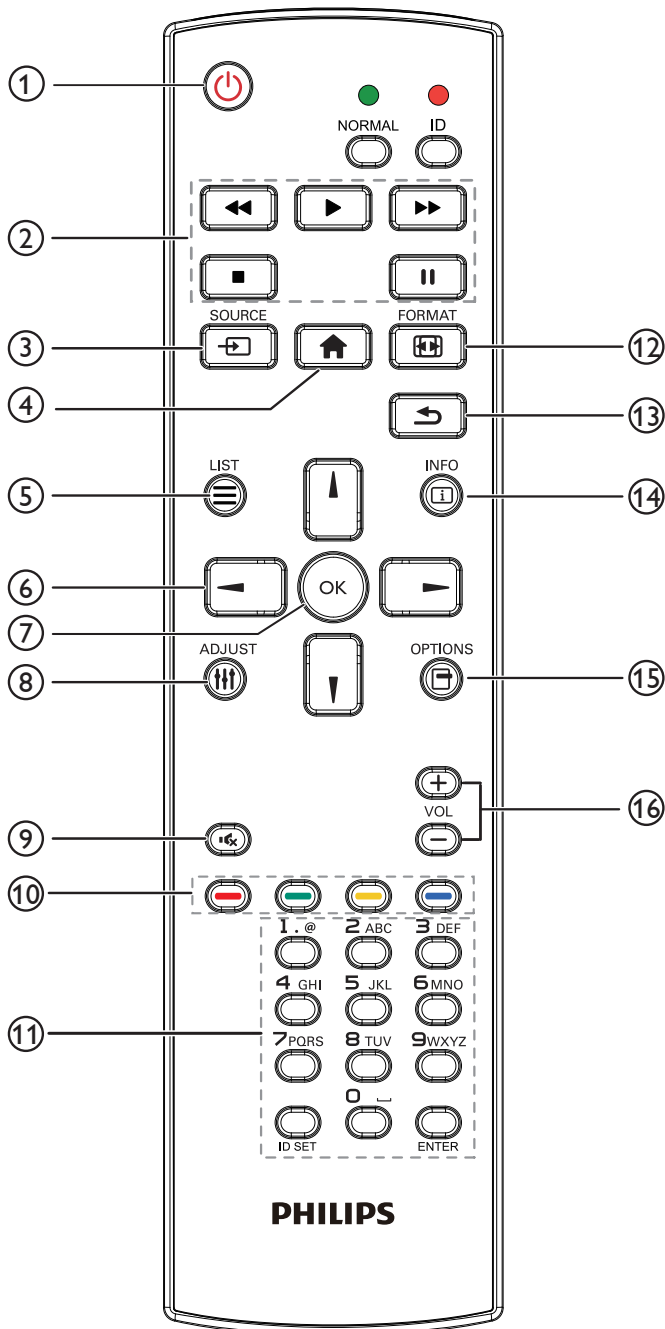 ①
NORMAL ID
②
SOURCE FORMAT
③ ⑫
④
⑬
LIST INFO
⑤ i ⑭
⑥ OK
⑦
ADJUST OPTIONS
⑧ ⑮
+
VOL ⑯
⑨ −
⑩
1 . @ 2 ABC 3 DEF
4 GHI 5 JKL 6 MNO
⑪ 7 PQRS 8 TUV 9 WXYZ
0 ⎵
ID SET ENTER
PHILIPS